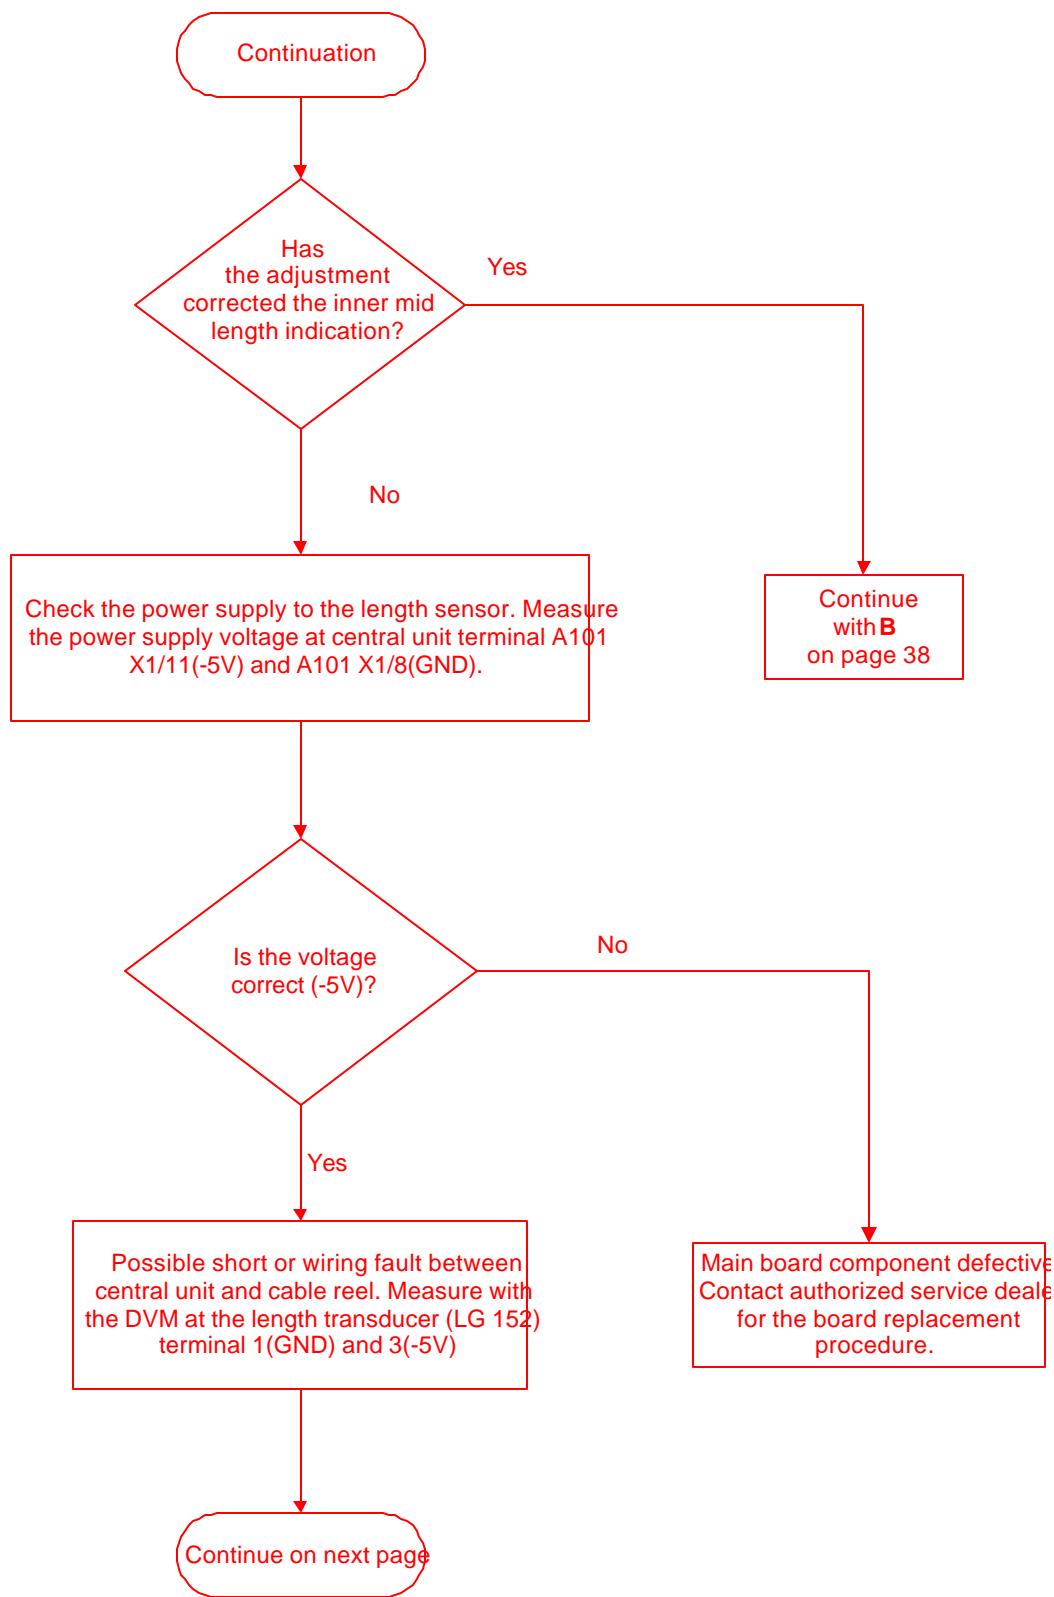 Continuation
Has
the adjustment
corrected the inner mid
length indication?
Yes
No
Check the power supply to the length sensor. Measure
the power supply voltage at central unit terminal A101
X1/11(-5V) and A101 X1/8(GND).
Continue
with B
on page 38
Is the voltage
correct (-5V)?
No
Yes
Possible short or wiring fault between
central unit and cable reel. Measure with
the DVM at the length transducer (LG 152)
terminal 1(GND) and 3(-5V)
Main board component defective
Contact authorized service deale
for the board replacement
procedure.
Continue on next page